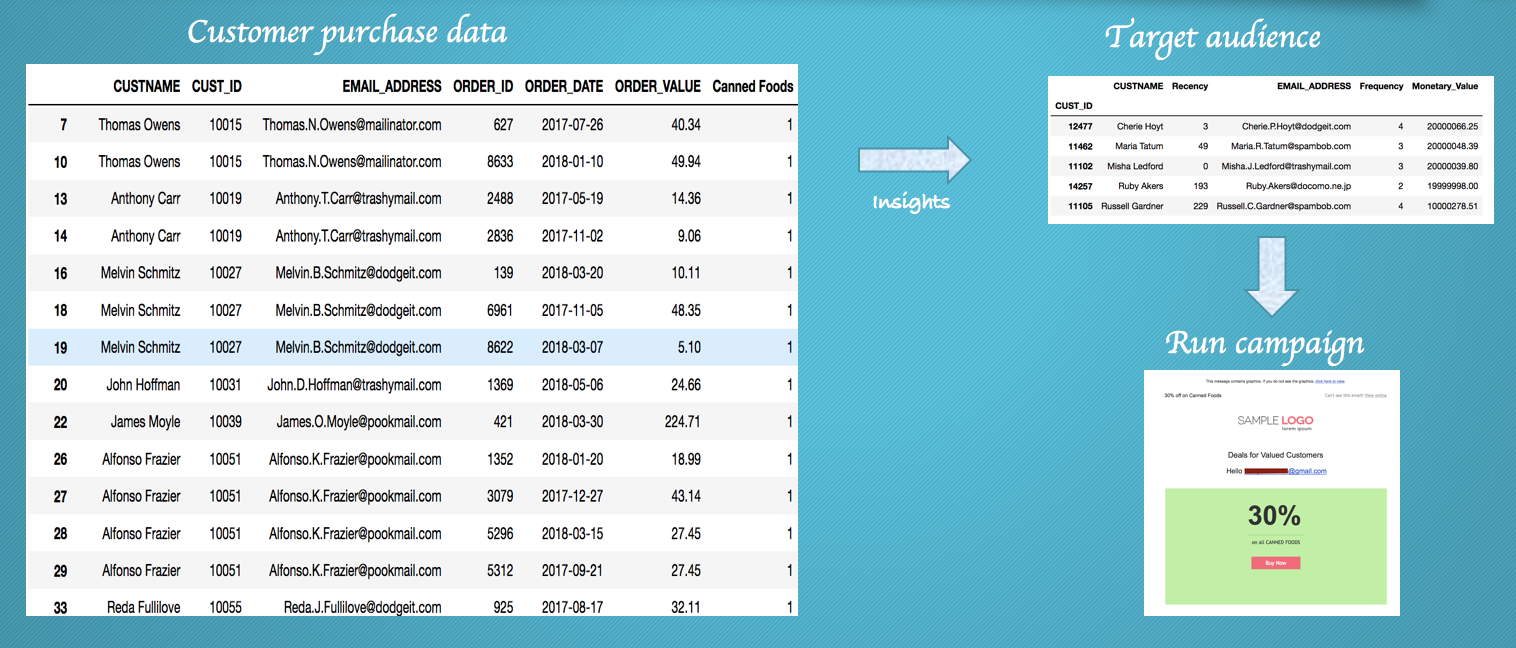 Customer purchase data
CUSTNAME CUST_ID EMAIL_ADDRESS ORDER_ID ORDER_DATE ORDER_VALUE Canned Foods
7 Thomas Owens 10015 Thomas.N.Owens@mailinator.com 627 2017-07-26 40.34 1
10 Thomas Owens 10015 Thomas.N.Owens@mailinator.com 8633 2018-01-10 49.94 1
13 Anthony Carr 10019 Anthony.T.Carr@trashymail.com 2488 2017-05-19 14.36 1
14 Anthony Carr 10019 Anthony.T.Carr@trashymail.com 2836 2017-11-02 9.06 1
16 Melvin Schmitz 10027 Melvin.B.Schmitz@dodgeit.com 139 2018-03-20 10.11 1
18 Melvin Schmitz 10027 Melvin.B.Schmitz@dodgeit.com 6961 2017-11-05 48.35 1
19 Melvin Schmitz 10027 Melvin.B.Schmitz@dodgeit.com 8622 2018-03-07 5.10 1
20 John Hoffman 10031 John.D.Hoffman@trashymail.com 1369 2018-05-06 24.66 1
22 James Moyle 10039 James.O.Moyle@pookmail.com 421 2018-03-30 224.71 1
26 Alfonso Frazier 10051 Alfonso.K.Frazier@pookmail.com 1352 2018-01-20 18.99 1
27 Alfonso Frazier 10051 Alfonso.K.Frazier@pookmail.com 3079 2017-12-27 43.14 1
28 Alfonso Frazier 10051 Alfonso.K.Frazier@pookmail.com 5296 2018-03-15 27.45 1
29 Alfonso Frazier 10051 Alfonso.K.Frazier@pookmail.com 5312 2017-09-21 27.45 1
33 Reda Fullilove 10055 Reda.J.Fullilove@dodgeit.com 925 2017-08-17 32.11 1
Insights
Target audience
CUSTNAME Recency EMAIL_ADDRESS Frequency Monetary_Value
CUST_ID
12477 Cherie Hoyt 3 Cherie.P.Hoyt@dodgeit.com 4 20000066.25
11462 Maria Tatum 49 Maria.R.Tatum@spambob.com 3 20000048.39
11102 Misha Ledford 0 Misha.J.Ledford@trashymail.com 3 20000039.80
14257 Ruby Akers 193 Ruby.Akers@docomo.ne.jp 2 19999998.00
11105 Russell Gardner 229 Russell.C.Gardner@spambob.com 4 10000278.51
Run campaign
This message contains graphics. If you do not see the graphics, click here to view.
30% off on Canned Foods Can't see this email? View online
SAMPLE LOGO
lorem ipsum
Deals for Valued Customers
Hello @gmail.com
30%
on all CANNED FOODS
Buy Now